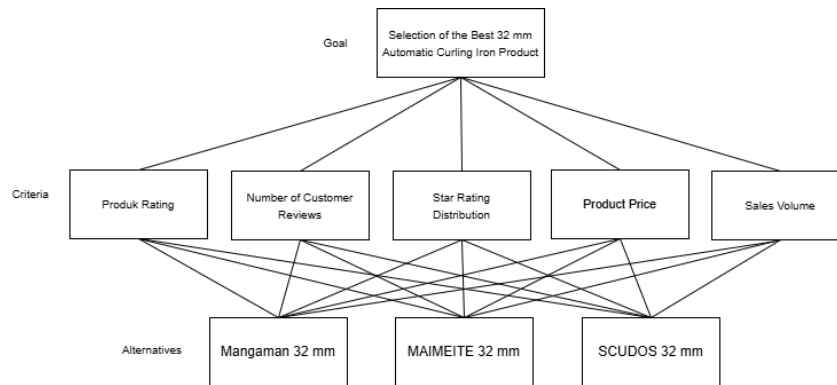 Goal
Selection of the Best 32 mm
Automatic Curling Iron Product
Criteria
Produk Rating
Number of Customer
Reviews
Star Rating
Distribution
Product Price
Sales Volume
Alternatives
Mangaman 32 mm
MAIMEITE 32 mm
SCUDOS 32 mm